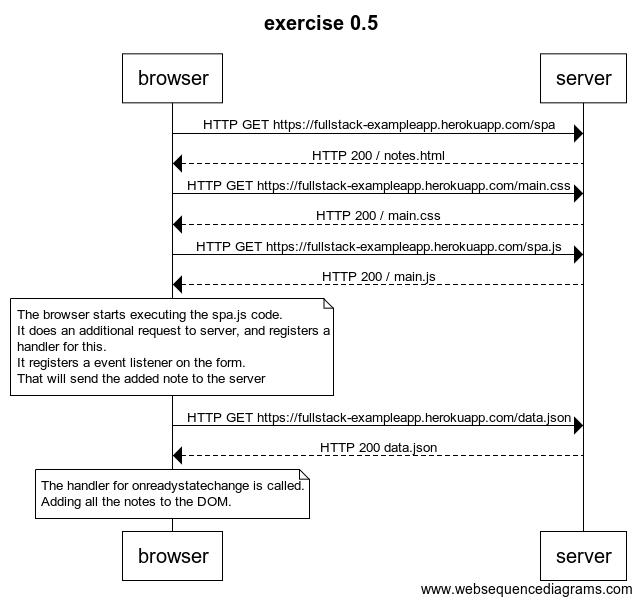 exercise 0.5
browser
server
HTTP GET https://fullstack-exampleapp.herokuapp.com/spa
HTTP 200 / notes.html
HTTP GET https://fullstack-exampleapp.herokuapp.com/main.css
HTTP 200 / main.css
HTTP GET https://fullstack-exampleapp.herokuapp.com/spa.js
HTTP 200 / main.js
The browser starts executing the spa.js code.
It does an additional request to server, and registers a
handler for this.
It registers a event listener on the form.
That will send the added note to the server
HTTP GET https://fullstack-exampleapp.herokuapp.com/data.json
HTTP 200 data.json
The handler for onreadystatechange is called.
Adding all the notes to the DOM.
browser
server
www.websequencediagrams.com